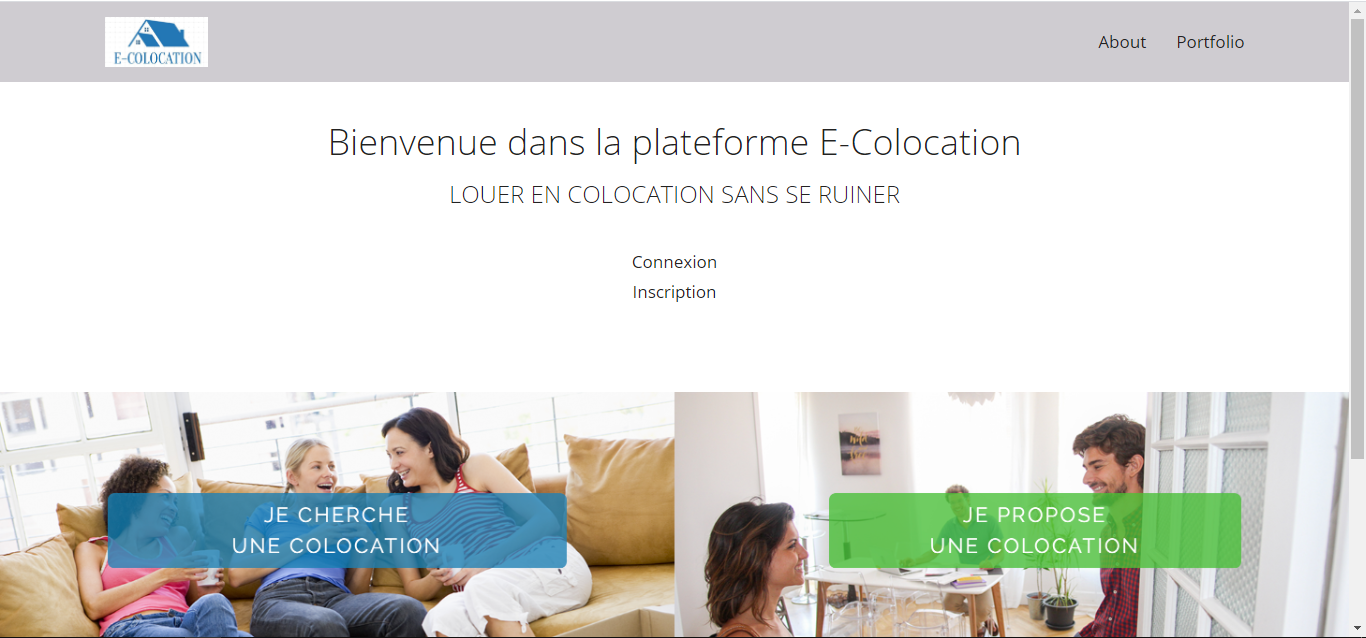 E-COLOCATION
About Portfolio
Bienvenue dans la plateforme E-Colocation
LOUER EN COLOCATION SANS SE RUINER
Connexion
Inscription
JE CHERCHE
UNE COLOCATION
JE PROPOSE
UNE COLOCATION